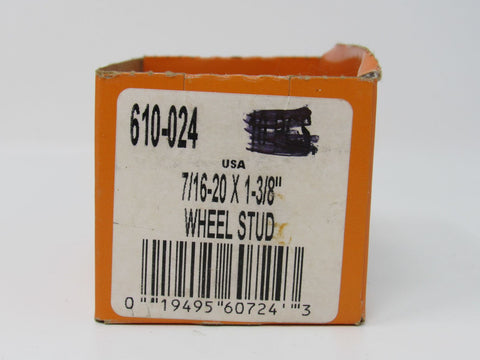 610-024
USA
7/16-20 X 1-3/8"
WHEEL STUD
0 19495 60724 3